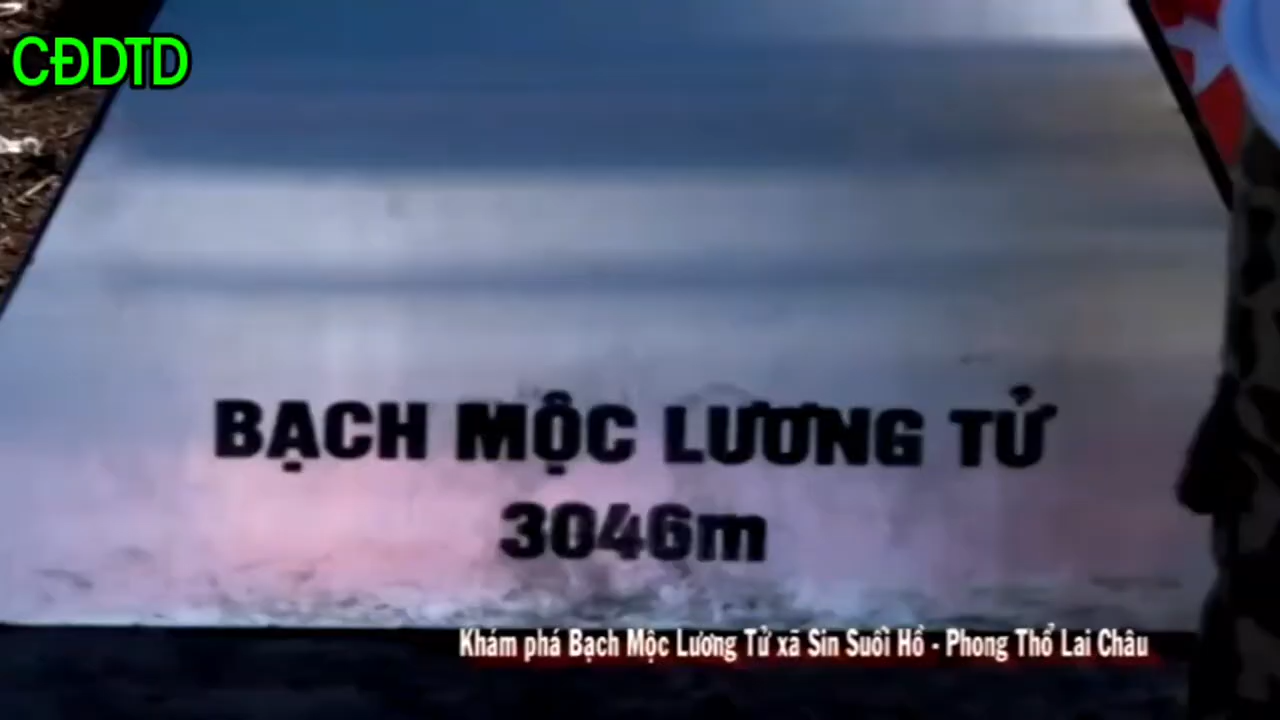 CĐDTD
BẠCH MỘC LƯƠNG TỬ
3046m
Khám phá Bạch Mộc Lương Tử xã Sin Suối Hồ - Phong Thổ Lai Châu